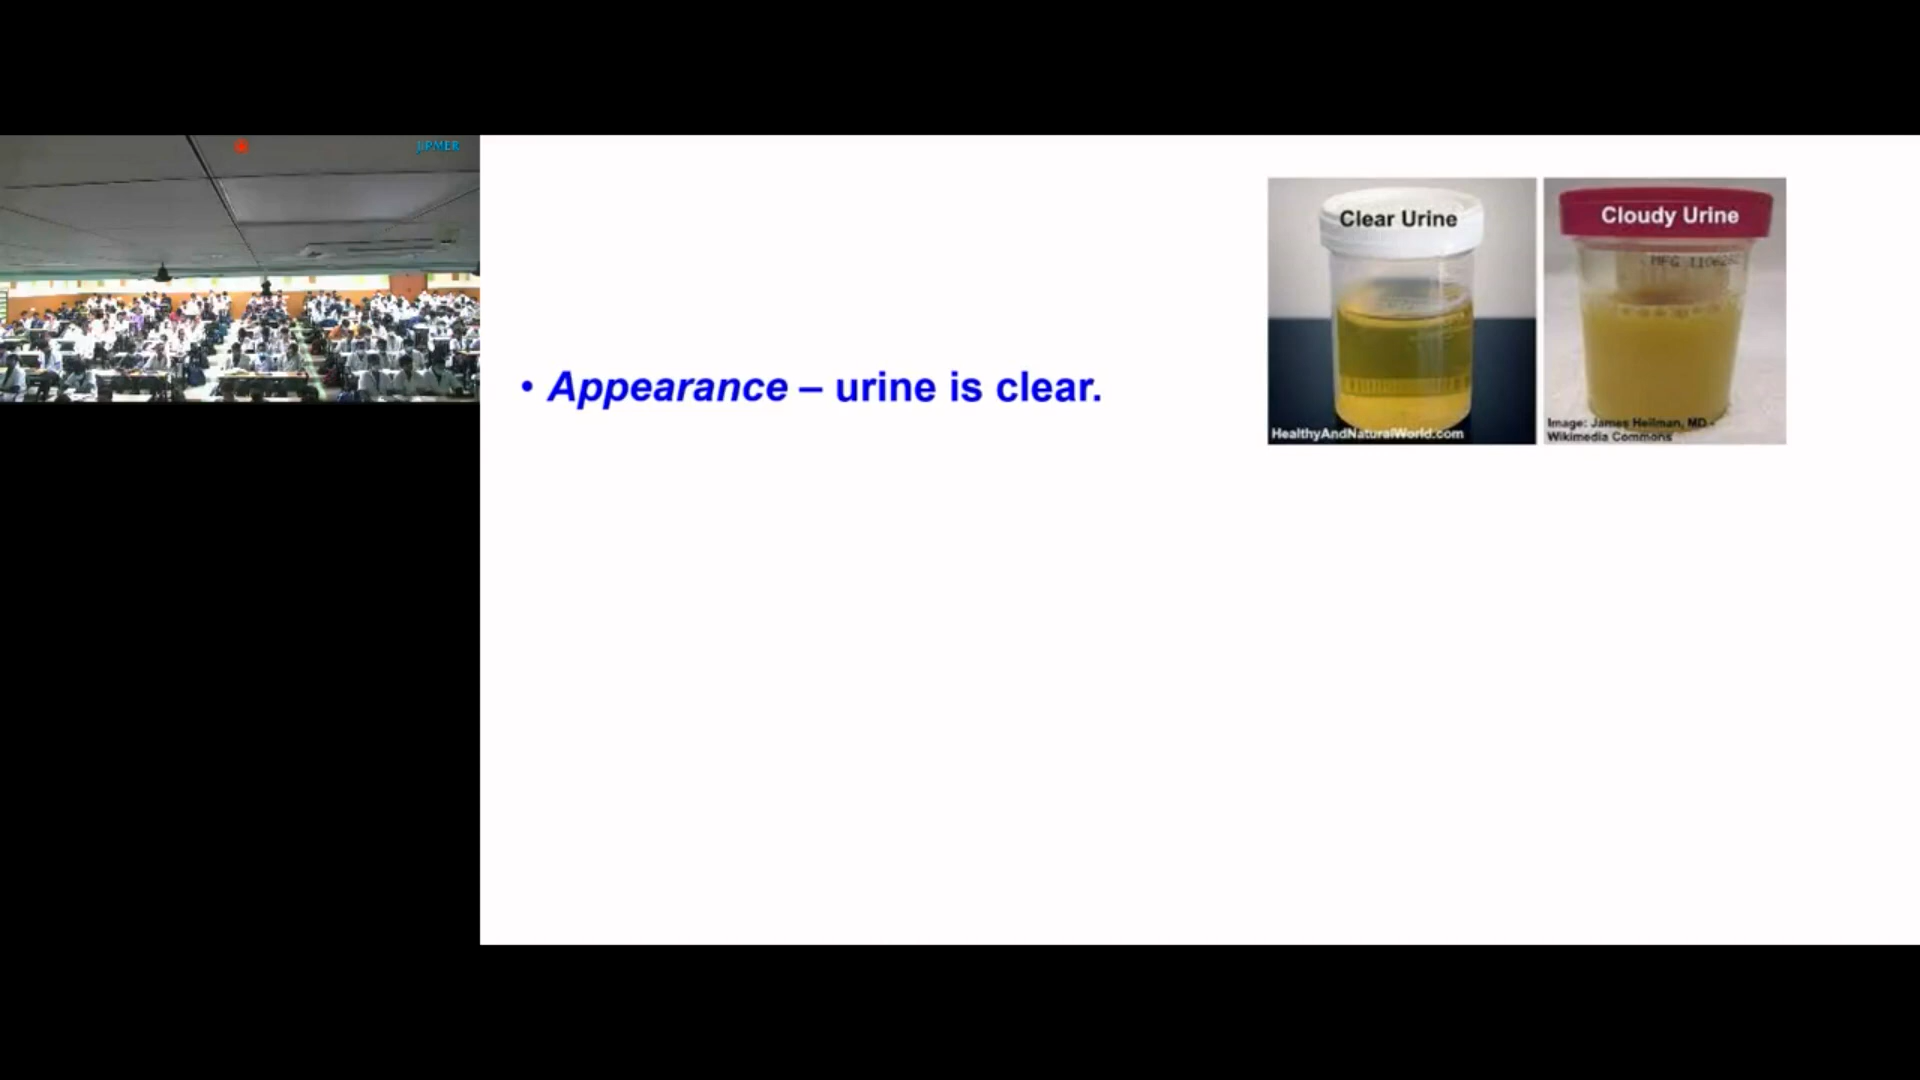 JIPMER
Clear Urine
Cloudy Urine
• Appearance – urine is clear.
HealthyAndNaturalWorld.com
Image: James Heilman, MD -
Wikimedia Commons